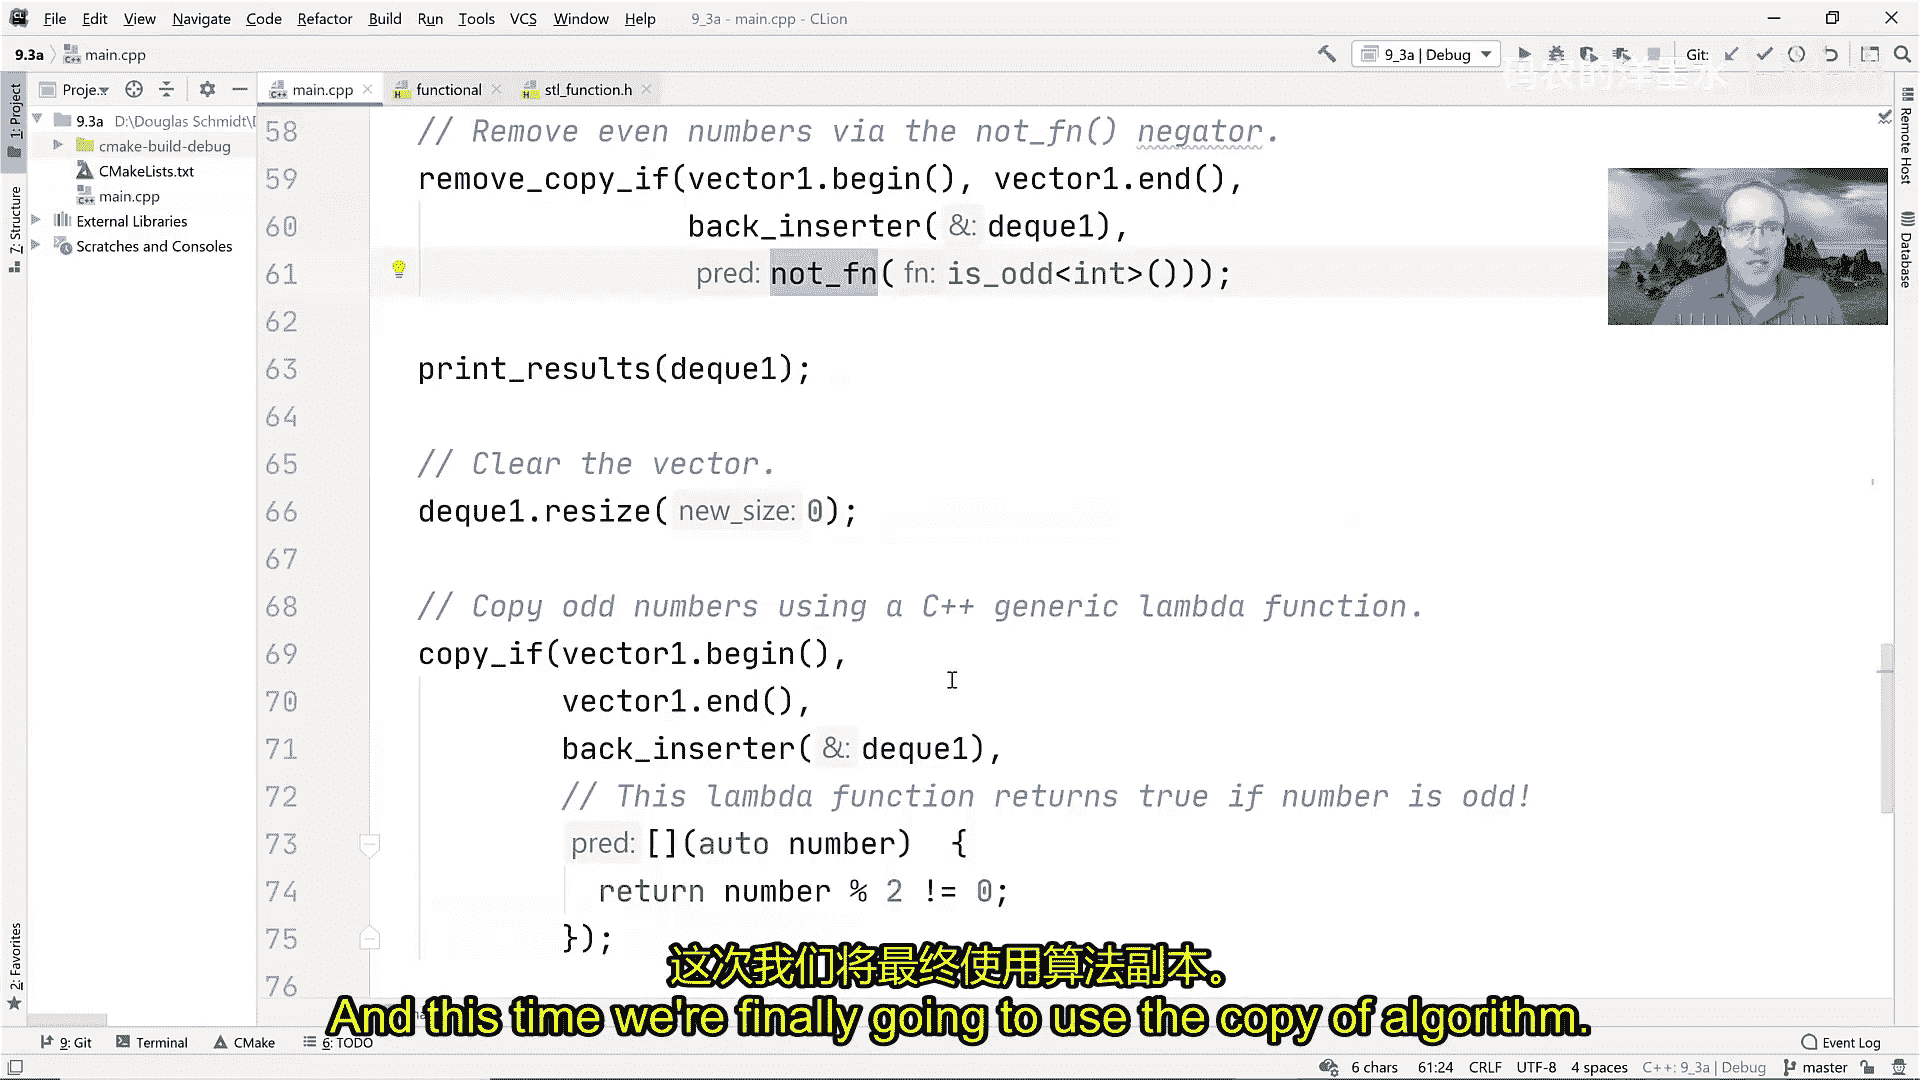 File Edit View Navigate Code Refactor Build Run Tools VCS Window Help 9_3a - main.cpp - CLion
9.3a main.cpp 9_3a | Debug Git:
Proje... main.cpp functional stl_function.h
1: Project
7: Structure
2: Favorites
9.3a D:\Douglas Schmidt\
cmake-build-debug
CMakeLists.txt
main.cpp
External Libraries
Scratches and Consoles
58 // Remove even numbers via the not_fn() negator.
59 remove_copy_if(vector1.begin(), vector1.end(),
60 back_inserter( &: deque1),
61 pred: not_fn( fn: is_odd<int>()));
62
63 print_results(deque1);
64
65 // Clear the vector.
66 deque1.resize( new_size: 0);
67
68 // Copy odd numbers using a C++ generic lambda function.
69 copy_if(vector1.begin(),
70 vector1.end(),
71 back_inserter( &: deque1),
72 // This lambda function returns true if number is odd!
73 pred: [](auto number) {
74 return number % 2 != 0;
75 });
76
Remote Host
Database
这次我们将最终使用算法副本。
And this time we're finally going to use the copy of algorithm.
9: Git Terminal CMake 6: TODO Event Log
6 chars 61:24 CRLF UTF-8 4 spaces C++: 9_3a | Debug master